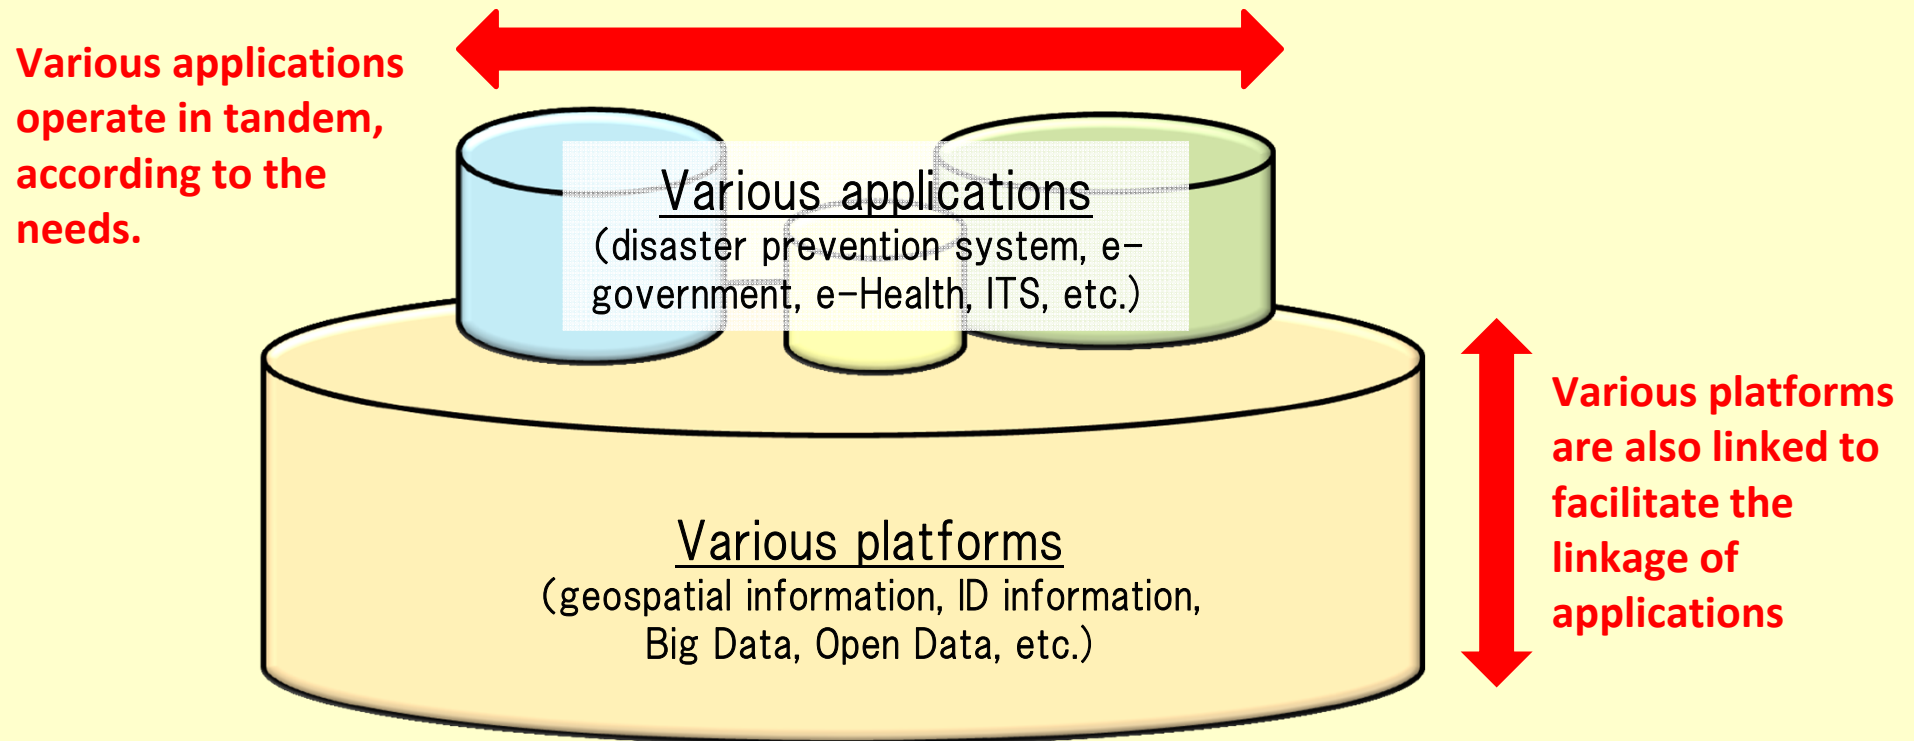 Various applications
operate in tandem,
according to the
needs.
Various applications
(disaster prevention system, e-
government, e-Health, ITS, etc.)
Various platforms
are also linked to
facilitate the
linkage of
applications
Various platforms
(geospatial information, ID information,
Big Data, Open Data, etc.)